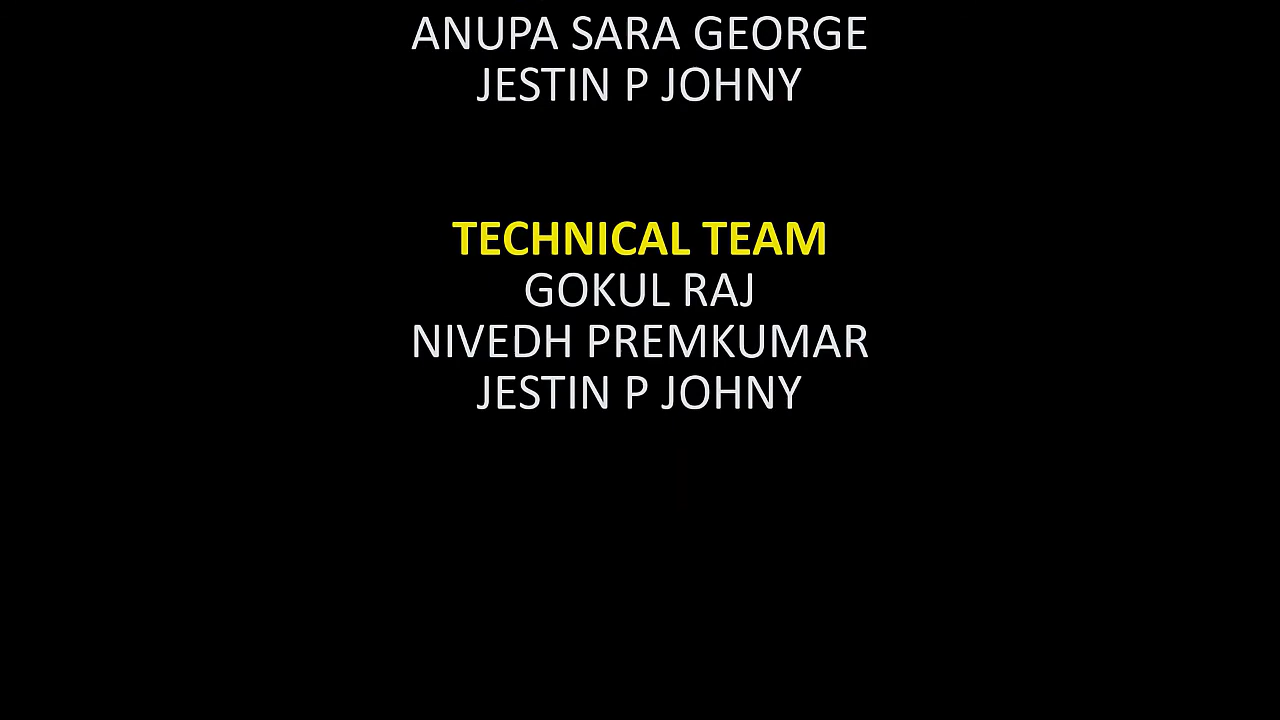 ANUPA SARA GEORGE
JESTIN P JOHNY
TECHNICAL TEAM
GOKUL RAJ
NIVEDH PREMKUMAR
JESTIN P JOHNY